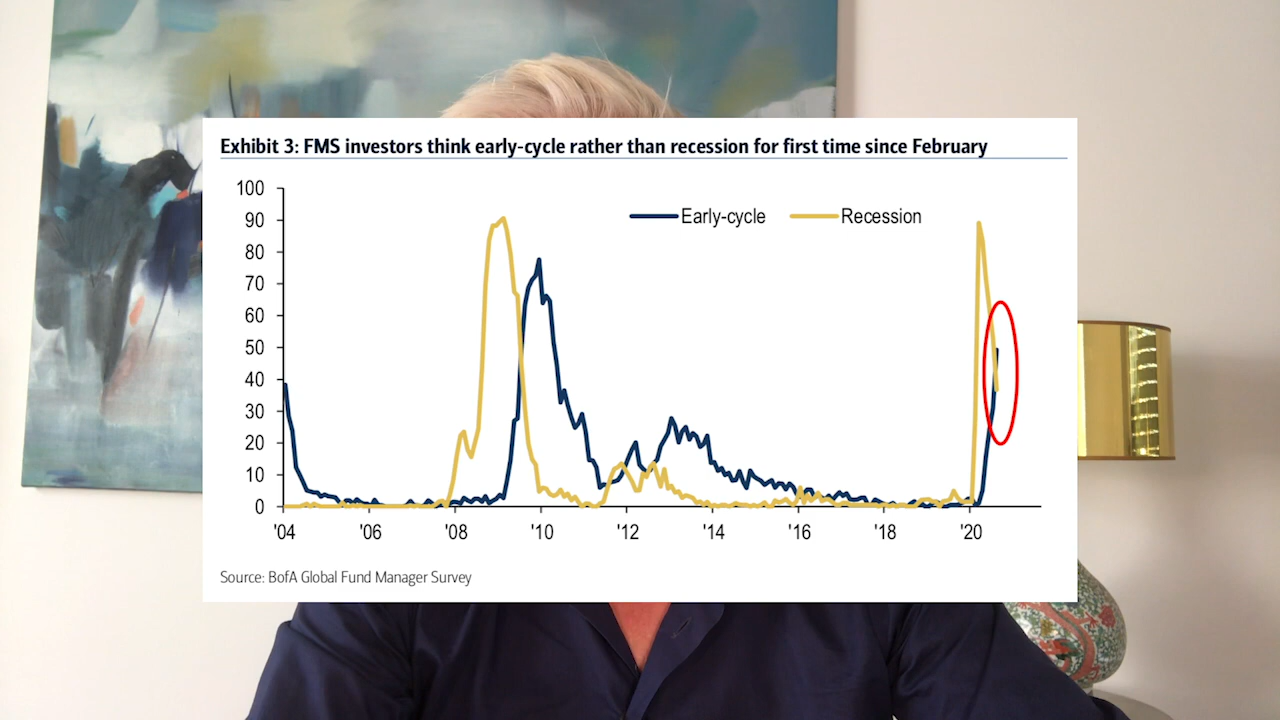 Exhibit 3: FMS investors think early-cycle rather than recession for first time since February
100
90
80
70
60
50
40
30
20
10
0
Early-cycle
Recession
'04 '06 '08 '10 '12 '14 '16 '18 20
Source: BofA Global Fund Manager Survey